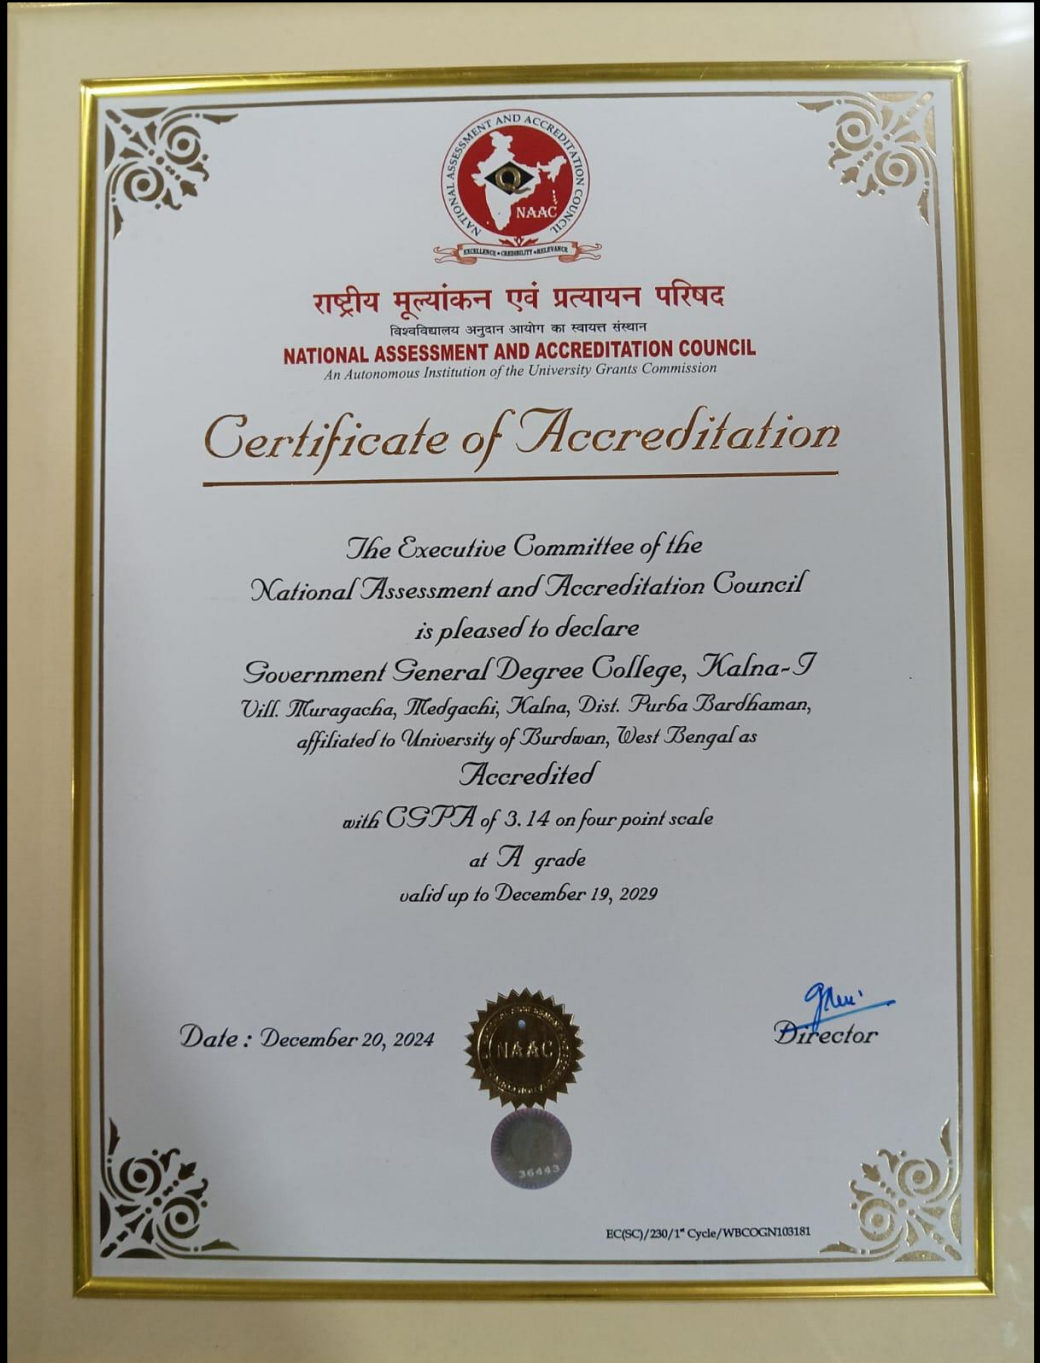 NATIONAL ASSESSMENT AND ACCREDITATION COUNCIL
Q
NAAC
EXCELLENCE • CREDIBILITY • RELEVANCE
राष्ट्रीय मूल्यांकन एवं प्रत्यायन परिषद
विश्वविद्यालय अनुदान आयोग का स्वायत्त संस्थान
NATIONAL ASSESSMENT AND ACCREDITATION COUNCIL
An Autonomous Institution of the University Grants Commission
Certificate of Accreditation
The Executive Committee of the
National Assessment and Accreditation Council
is pleased to declare
Government General Degree College, Kalna-I
Vill. Muragacha, Medgachi, Kalna, Dist. Purba Bardhaman,
affiliated to University of Burdwan, West Bengal as
Accredited
with CGPA of 3.14 on four point scale
at A grade
valid up to December 19, 2029
Date : December 20, 2024
Director
NAAC
36443
EC(SC)/230/1st Cycle/WBCOGN103181